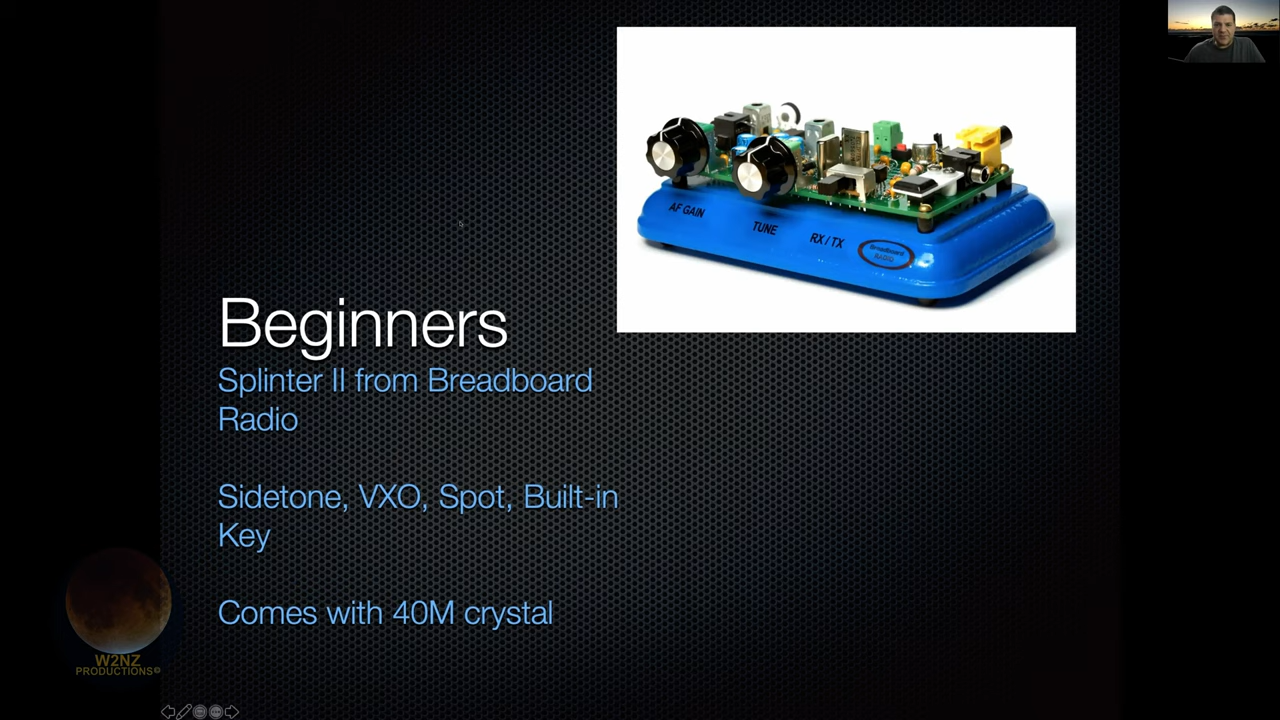 AF GAIN
TUNE
RX / TX
BreadBoard
RADIO
Beginners
Splinter II from Breadboard
Radio
Sidetone, VXO, Spot, Built-in
Key
Comes with 40M crystal
W2NZ
PRODUCTIONS